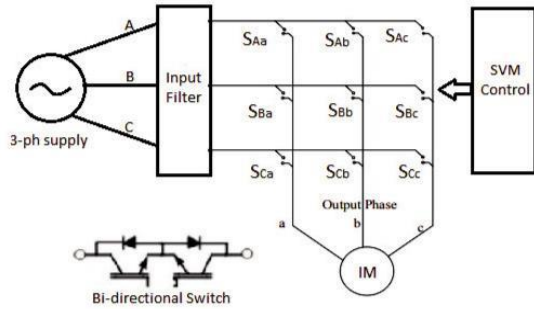 A
B
C
3-ph supply
Input
Filter
SAa
SAb
SAc
SBa
SBb
SBc
SCa
SCb
SCc
SVM
Control
Output Phase
a
b
c
IM
Bi-directional Switch